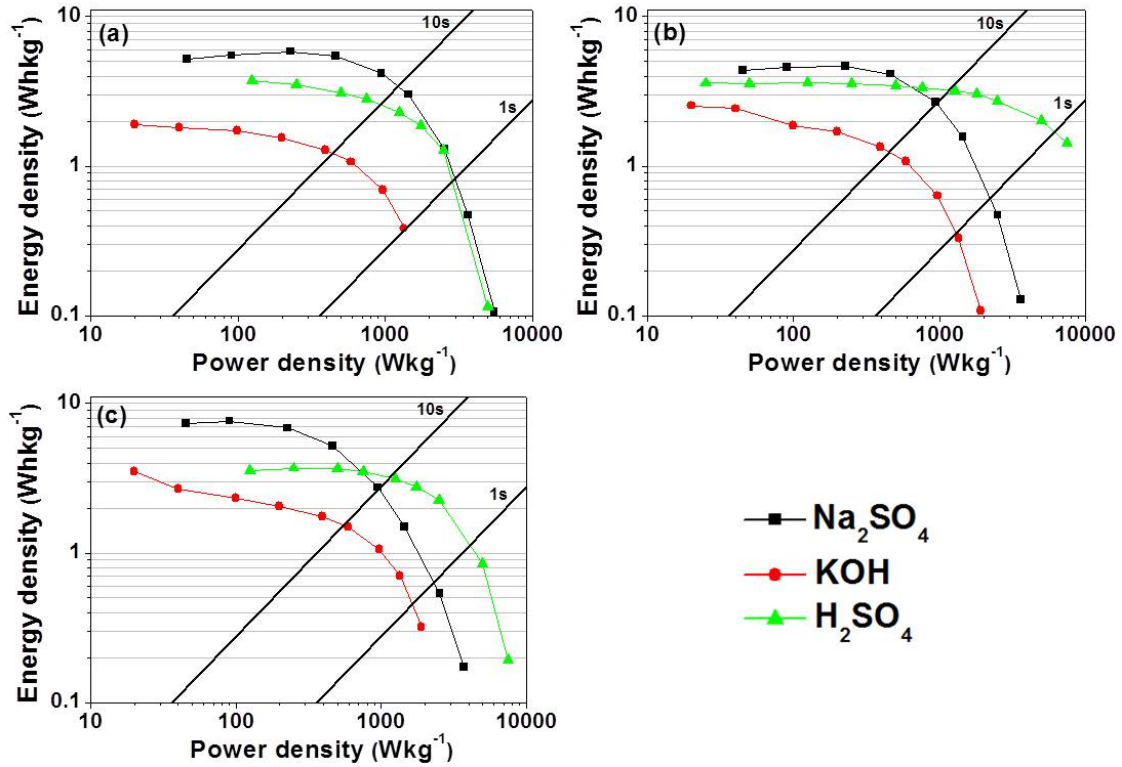 (a)
10s
1s
10
1
0.1
Energy density (Whkg⁻¹)
10
100
1000
10000
Power density (Wkg⁻¹)
(b)
10s
1s
10
1
0.1
Energy density (Whkg⁻¹)
10
100
1000
10000
Power density (Wkg⁻¹)
(c)
10s
1s
10
1
0.1
Energy density (Whkg⁻¹)
10
100
1000
10000
Power density (Wkg⁻¹)
Na₂SO₄
KOH
H₂SO₄